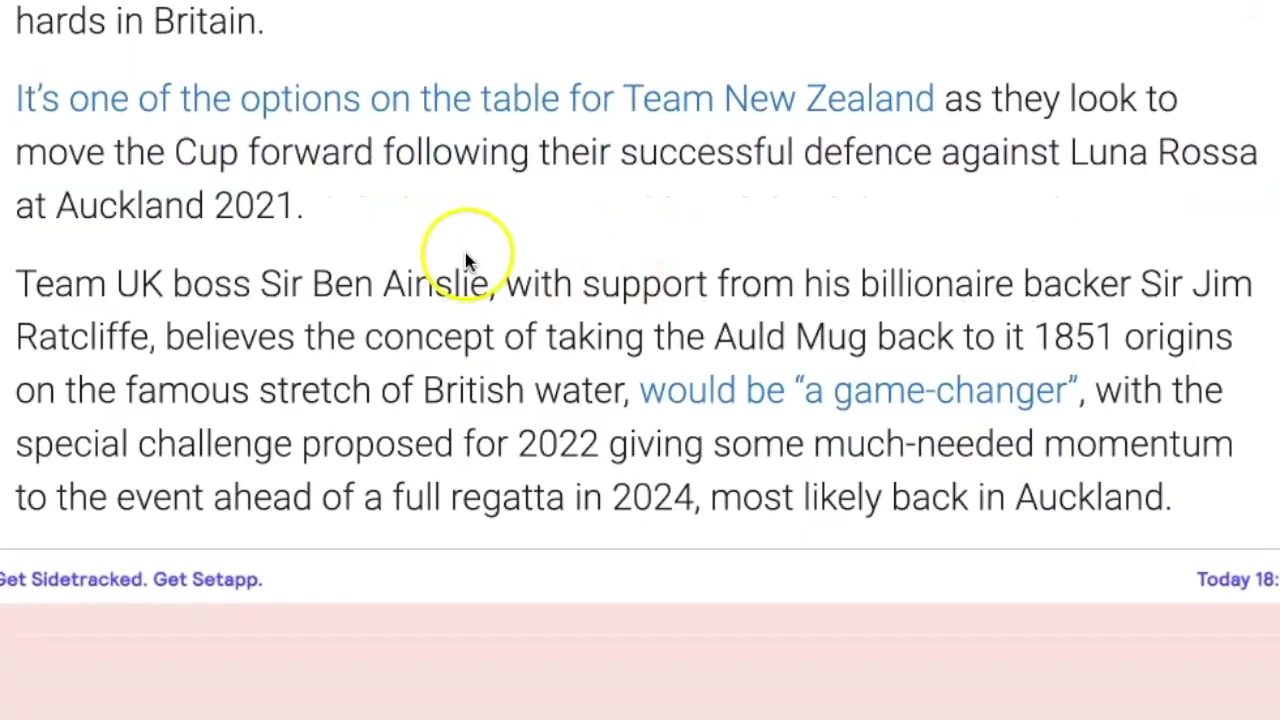 hards in Britain.
It's one of the options on the table for Team New Zealand as they look to
move the Cup forward following their successful defence against Luna Rossa
at Auckland 2021.
Team UK boss Sir Ben Ainslie, with support from his billionaire backer Sir Jim
Ratcliffe, believes the concept of taking the Auld Mug back to it 1851 origins
on the famous stretch of British water, would be “a game-changer”, with the
special challenge proposed for 2022 giving some much-needed momentum
to the event ahead of a full regatta in 2024, most likely back in Auckland.
Get Sidetracked. Get Setapp.
Today 18: